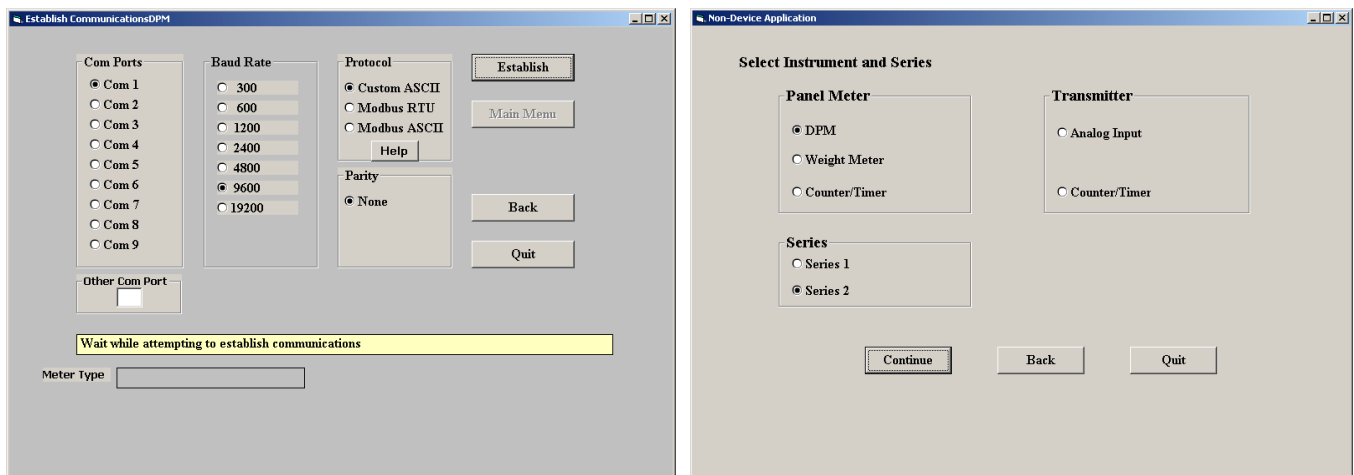 Establish CommunicationsDPM
Com Ports
Com 1
Com 2
Com 3
Com 4
Com 5
Com 6
Com 7
Com 8
Com 9
Other Com Port
Baud Rate
300
600
1200
2400
4800
9600
19200
Protocol
Custom ASCII
Modbus RTU
Modbus ASCII
Help
Parity
None
Establish
Main Menu
Back
Quit
Wait while attempting to establish communications
Meter Type
Non-Device Application
Select Instrument and Series
Panel Meter
DPM
Weight Meter
Counter/Timer
Transmitter
Analog Input
Counter/Timer
Series
Series 1
Series 2
Continue
Back
Quit